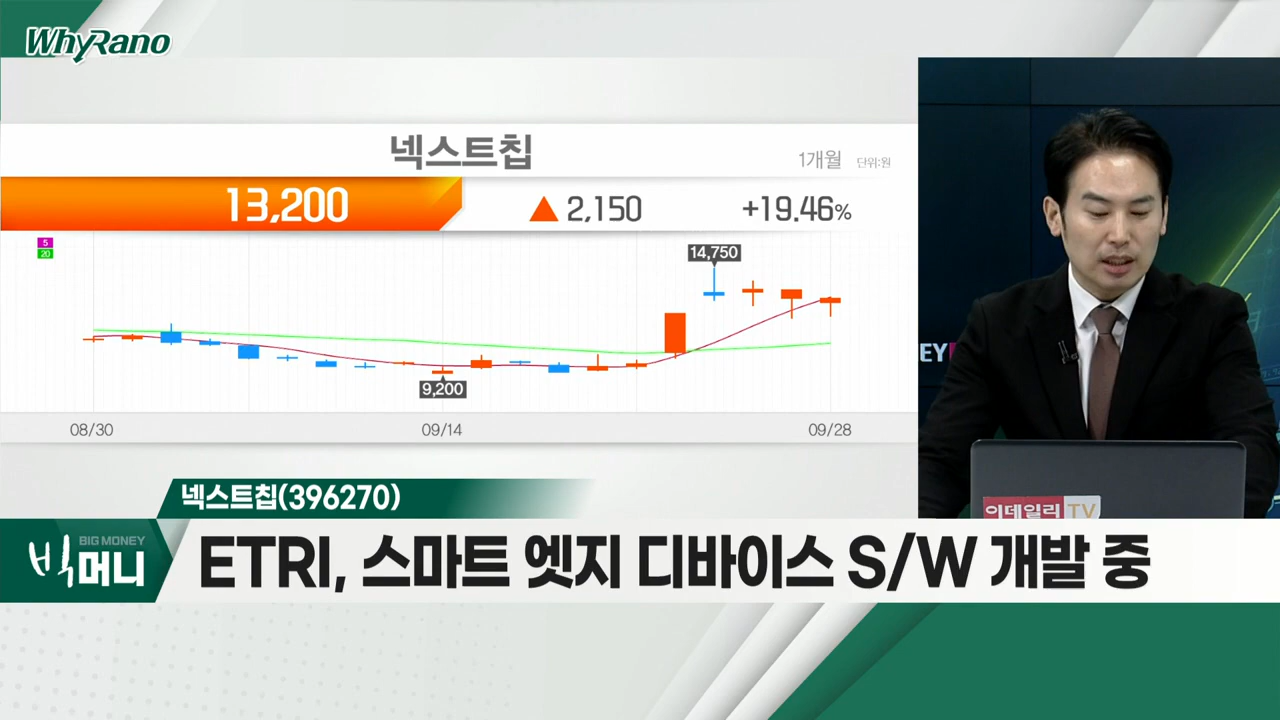 WhyRano
넥스트칩
1개월 단위:원
13,200 ▲ 2,150 +19.46%
5
20
14,750
9,200
08/30 09/14 09/28
EY
이데일리TV
넥스트칩(396270)
BIG MONEY
빅머니
ETRI, 스마트 엣지 디바이스 S/W 개발 중